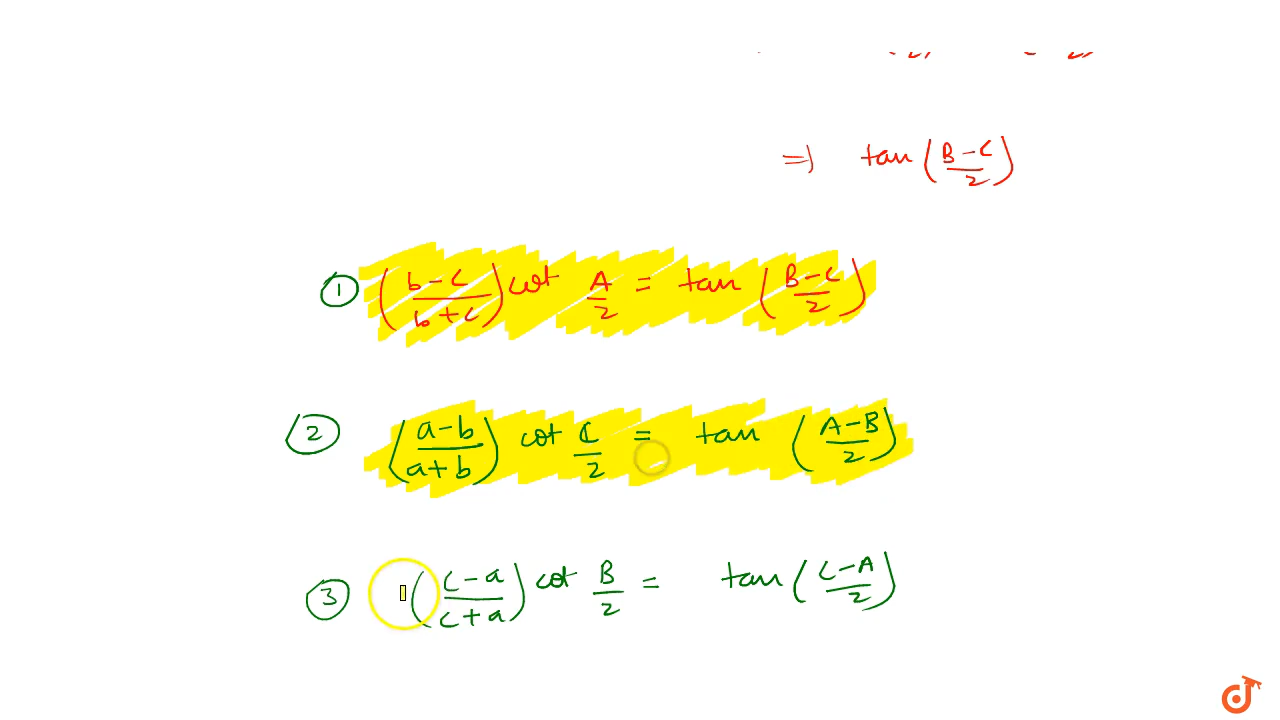 => tan (B-C/2)
① (b-c/b+c) cot A/2 = tan (B-C/2)
② (a-b/a+b) cot C/2 = tan (A-B/2)
③ (c-a/c+a) cot B/2 = tan (C-A/2)